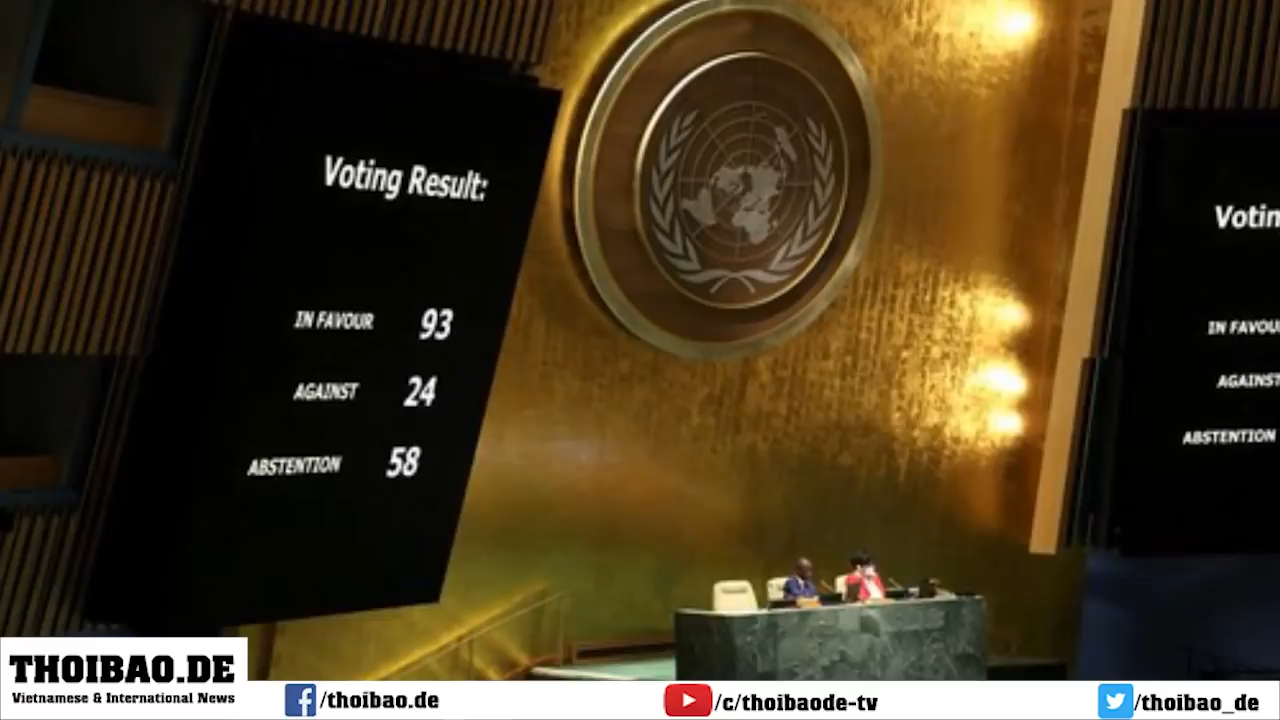 Voting Result:
IN FAVOUR 93
AGAINST 24
ABSTENTION 58
Votin
IN FAVOU
AGAINST
ABSTENTION
THOIBAO.DE
Vietnamese & International News
/thoibao.de
/c/thoibaode-tv
/thoibao_de